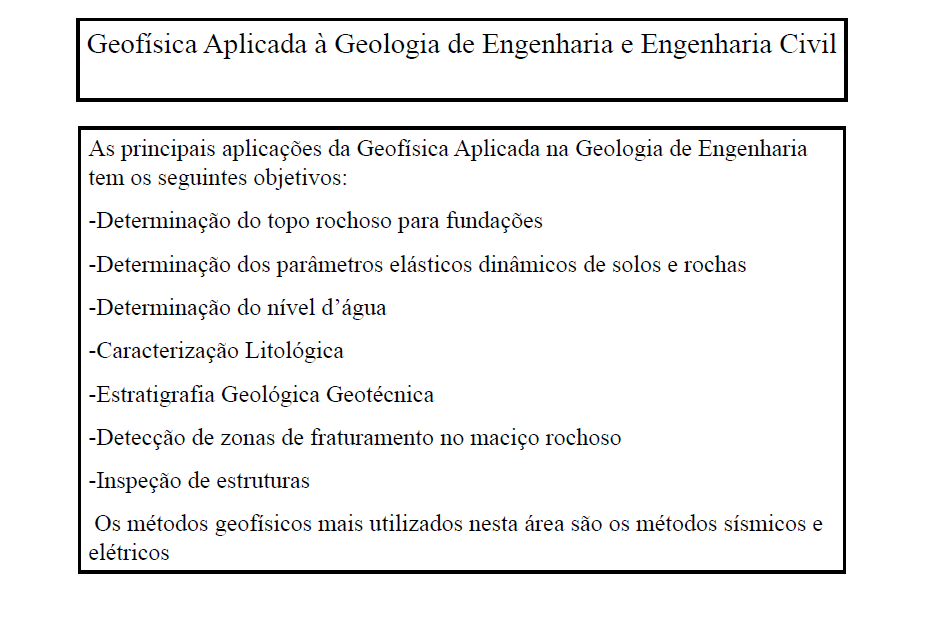 Geofísica Aplicada à Geologia de Engenharia e Engenharia Civil
As principais aplicações da Geofísica Aplicada na Geologia de Engenharia
tem os seguintes objetivos:
-Determinação do topo rochoso para fundações
-Determinação dos parâmetros elásticos dinâmicos de solos e rochas
-Determinação do nível d’água
-Caracterização Litológica
-Estratigrafia Geológica Geotécnica
-Detecção de zonas de fraturamento no maciço rochoso
-Inspeção de estruturas
Os métodos geofísicos mais utilizados nesta área são os métodos sísmicos e
elétricos